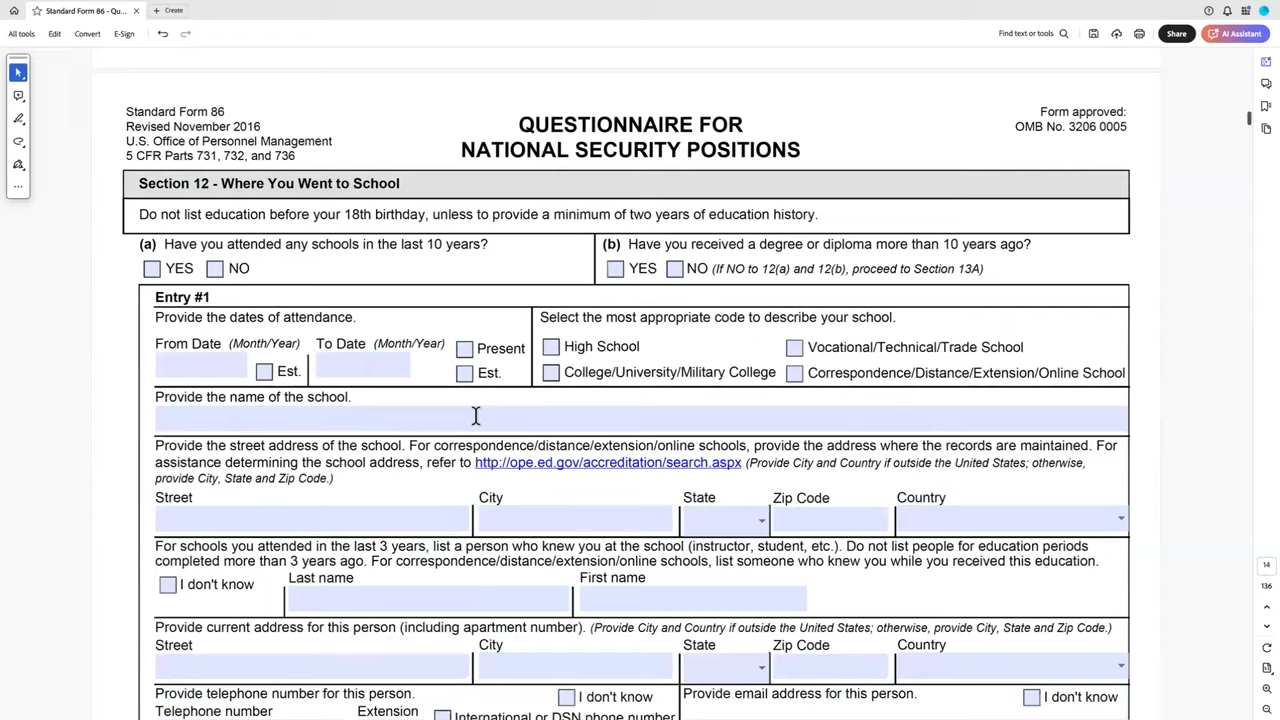 Standard Form 86 - Qu...
Create
All tools Edit Convert E-Sign
Find text or tools
Share
AI Assistant
Standard Form 86
Revised November 2016
U.S. Office of Personnel Management
5 CFR Parts 731, 732, and 736
QUESTIONNAIRE FOR
NATIONAL SECURITY POSITIONS
Form approved:
OMB No. 3206 0005
Section 12 - Where You Went to School
Do not list education before your 18th birthday, unless to provide a minimum of two years of education history.
(a) Have you attended any schools in the last 10 years?
YES NO
(b) Have you received a degree or diploma more than 10 years ago?
YES NO (If NO to 12(a) and 12(b), proceed to Section 13A)
Entry #1
Provide the dates of attendance.
From Date (Month/Year) To Date (Month/Year) Present
Est. Est.
Select the most appropriate code to describe your school.
High School Vocational/Technical/Trade School
College/University/Military College Correspondence/Distance/Extension/Online School
Provide the name of the school.
Provide the street address of the school. For correspondence/distance/extension/online schools, provide the address where the records are maintained. For
assistance determining the school address, refer to http://ope.ed.gov/accreditation/search.aspx (Provide City and Country if outside the United States; otherwise,
provide City, State and Zip Code.)
Street City State Zip Code Country
For schools you attended in the last 3 years, list a person who knew you at the school (instructor, student, etc.). Do not list people for education periods
completed more than 3 years ago. For correspondence/distance/extension/online schools, list someone who knew you while you received this education.
I don't know Last name First name
Provide current address for this person (including apartment number). (Provide City and Country if outside the United States; otherwise, provide City, State and Zip Code.)
Street City State Zip Code Country
Provide telephone number for this person. I don't know
Telephone number Extension International or DSN phone number
Provide email address for this person. I don't know
14
136